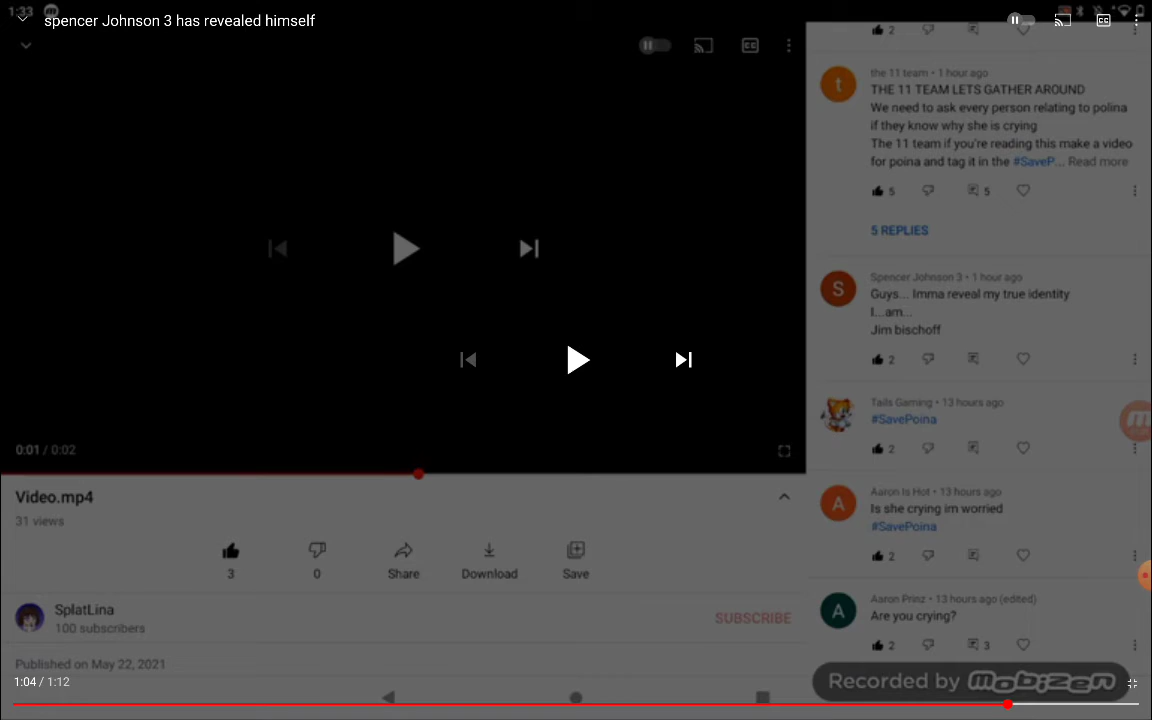 1:33
spencer Johnson 3 has revealed himself
CC
CC
2
the 11 team • 1 hour ago
THE 11 TEAM LETS GATHER AROUND
We need to ask every person relating to polina
if they know why she is crying
The 11 team if you're reading this make a video
for poina and tag it in the #SaveP... Read more
5 5
5 REPLIES
S
Spencer Johnson 3 • 1 hour ago
Guys... Imma reveal my true identity
I...am...
Jim bischoff
2
Tails Gaming • 13 hours ago
#SavePoina
2
A
Aaron Is Hot • 13 hours ago
Is she crying im worried
#SavePoina
2
A
Aaron Prinz • 13 hours ago (edited)
Are you crying?
2 3
t
0:01 / 0:02
Video.mp4
31 views
3 0 Share Download Save
SplatLina
100 subscribers
SUBSCRIBE
Published on May 22, 2021
1:04 / 1:12
Recorded by mobizen